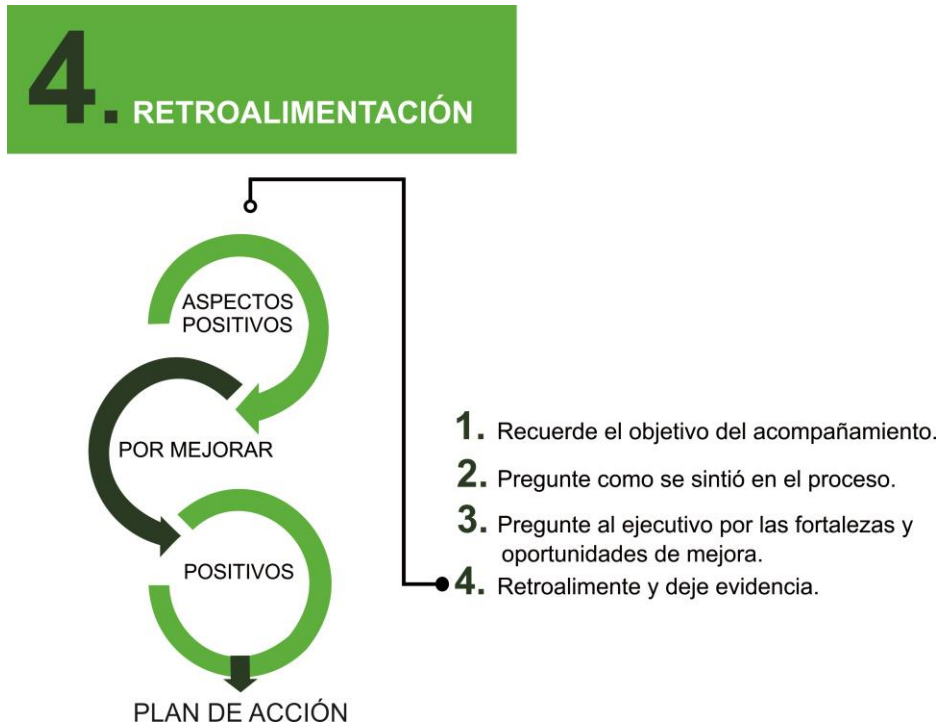 4. RETROALIMENTACIÓN
ASPECTOS
POSITIVOS
POR MEJORAR
POSITIVOS
PLAN DE ACCIÓN
1. Recuerde el objetivo del acompañamiento.
2. Pregunte como se sintió en el proceso.
3. Pregunte al ejecutivo por las fortalezas y
oportunidades de mejora.
4. Retroalimente y deje evidencia.